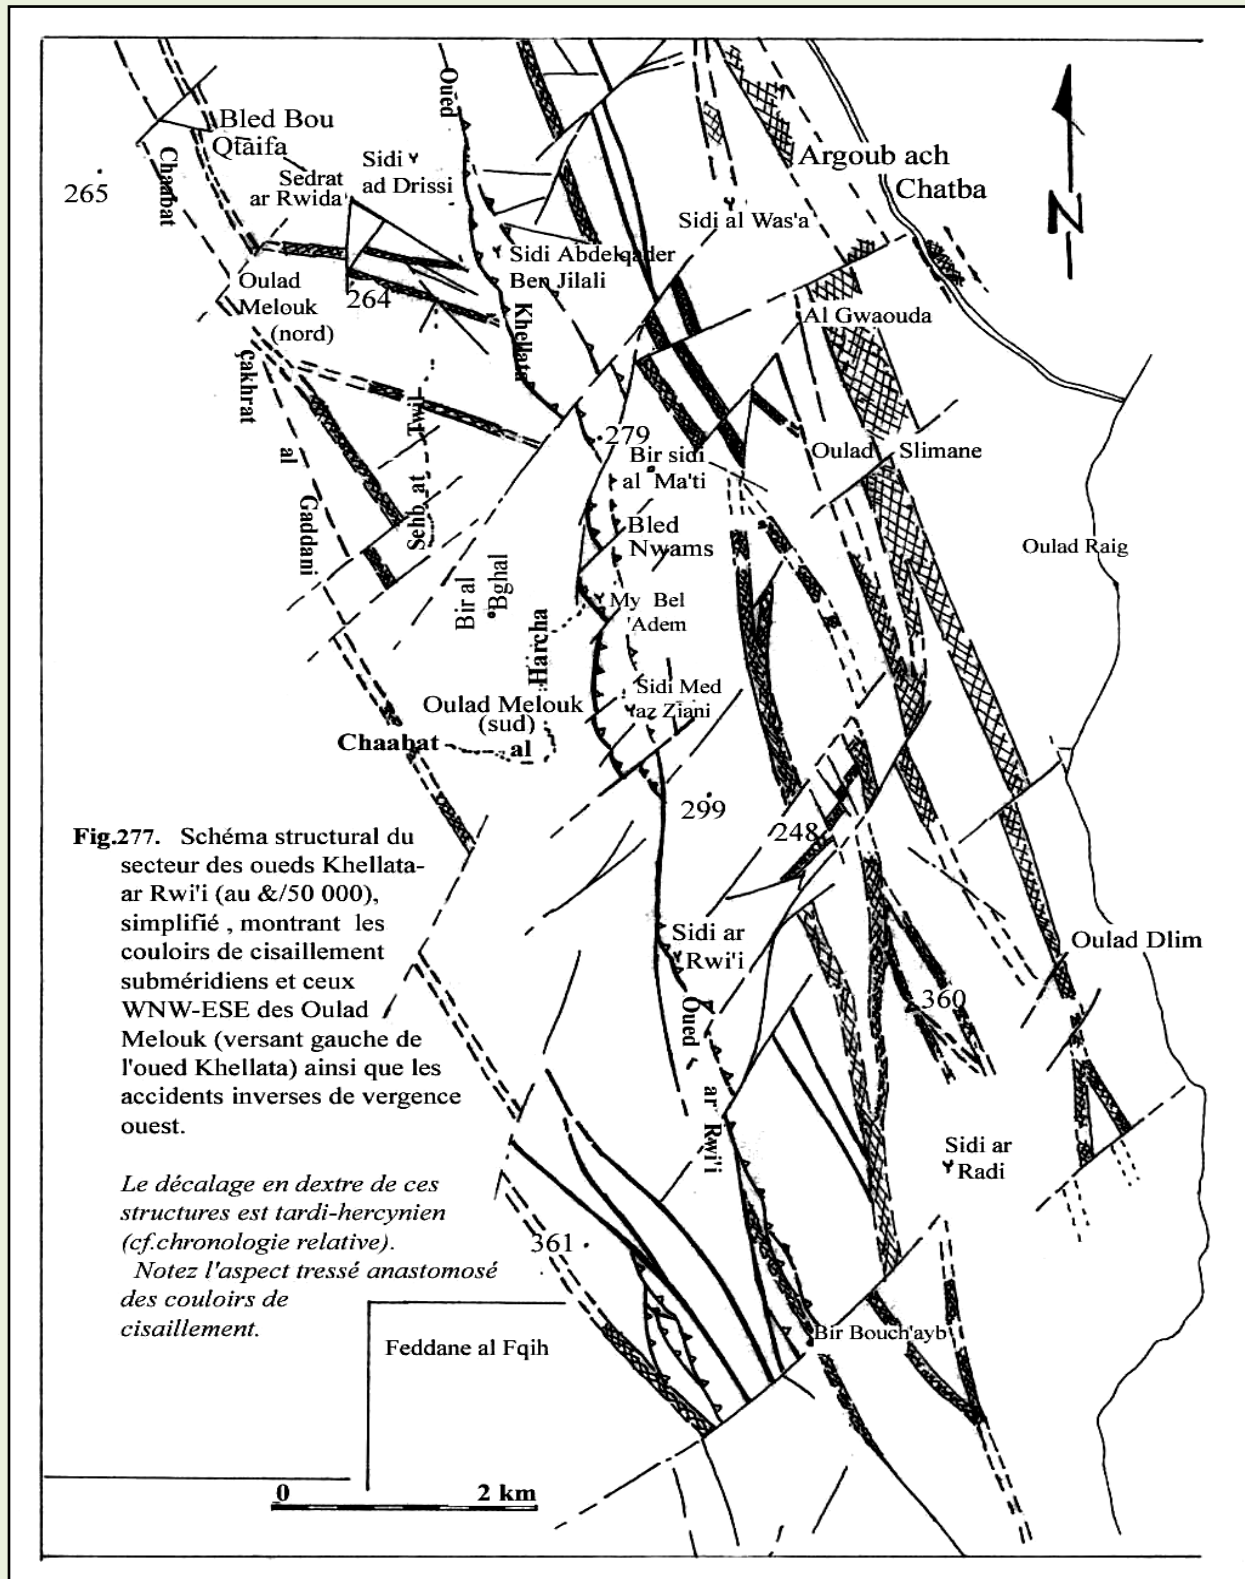 Oued
Bled Bou
Qtaifa
Chaabat
265
Sidi
ad Drissi
Sedrat
ar Rwida
Argoub ach
Chatba
N
Sidi al Was'a
Sidi Abdelqader
Ben Jilali
Oulad
Melouk
(nord)
264
Khellata
Al Gwaouda
çakhrat
al
Gaddani
Sehb at Twil
279
Bir sidi
al Ma'ti
Oulad Slimane
Bled
Nwams
Oulad Raig
Bir al
Bghal
My Bel
'Adem
Harcha
Sidi Med
az Ziani
Oulad Melouk
(sud)
Chaabat al
299
248
Fig.277. Schéma structural du
secteur des oueds Khellata-
ar Rwi'i (au &/50 000),
simplifié , montrant les
couloirs de cisaillement
subméridiens et ceux
WNW-ESE des Oulad
Melouk (versant gauche de
l'oued Khellata) ainsi que les
accidents inverses de vergence
ouest.
Le décalage en dextre de ces
structures est tardi-hercynien
(cf.chronologie relative).
Notez l'aspect tressé anastomosé
des couloirs de
cisaillement.
Sidi ar
Rwi'i
Oulad Dlim
360
Oued ar Rwi'i
Sidi ar
Radi
361
Bir Bouch'ayb
Feddane al Fqih
0 2 km